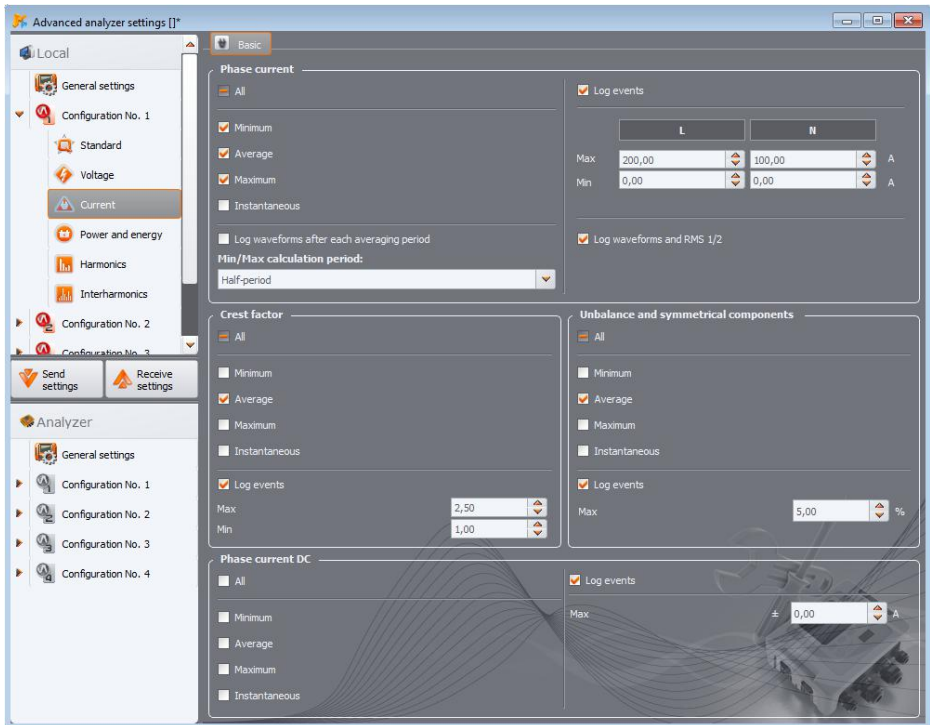 Advanced analyzer settings []*
Local
General settings
Configuration No. 1
Standard
Voltage
Current
Power and energy
Harmonics
Interharmonics
Configuration No. 2
Configuration No. 3
Send settings
Receive settings
Analyzer
General settings
Configuration No. 1
Configuration No. 2
Configuration No. 3
Configuration No. 4
Basic
Phase current
All
Minimum
Average
Maximum
Instantaneous
Log waveforms after each averaging period
Min/Max calculation period:
Half-period
Log events
L N
Max 200,00 100,00 A
Min 0,00 0,00 A
Log waveforms and RMS 1/2
Crest factor
All
Minimum
Average
Maximum
Instantaneous
Log events
Max 2,50
Min 1,00
Unbalance and symmetrical components
All
Minimum
Average
Maximum
Instantaneous
Log events
Max 5,00 %
Phase current DC
All
Minimum
Average
Maximum
Instantaneous
Log events
Max ± 0,00 A